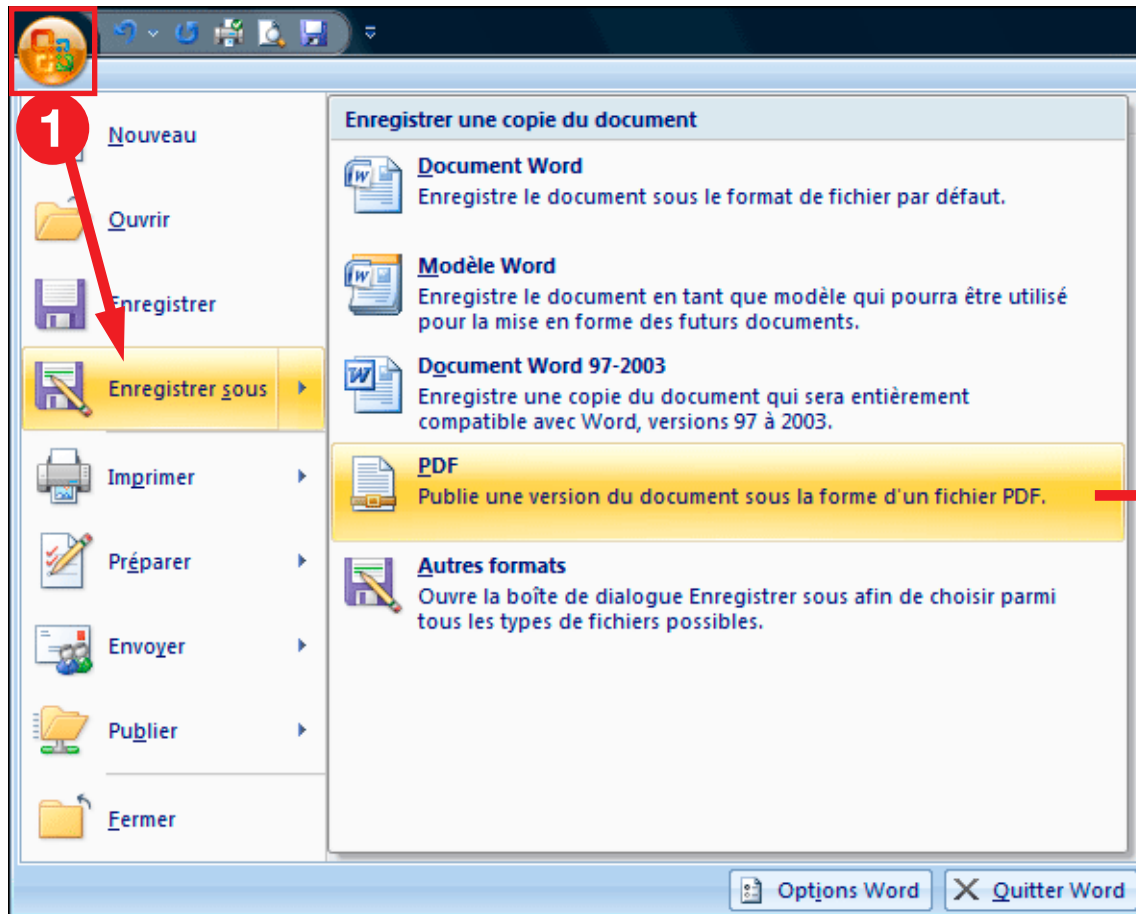 1
Nouveau
Ouvrir
Enregistrer
Enregistrer sous
Imprimer
Préparer
Envoyer
Publier
Fermer
Enregistrer une copie du document
Document Word
Enregistre le document sous le format de fichier par défaut.
Modèle Word
Enregistre le document en tant que modèle qui pourra être utilisé
pour la mise en forme des futurs documents.
Document Word 97-2003
Enregistre une copie du document qui sera entièrement
compatible avec Word, versions 97 à 2003.
PDF
Publie une version du document sous la forme d'un fichier PDF.
Autres formats
Ouvre la boîte de dialogue Enregistrer sous afin de choisir parmi
tous les types de fichiers possibles.
Options Word
Quitter Word